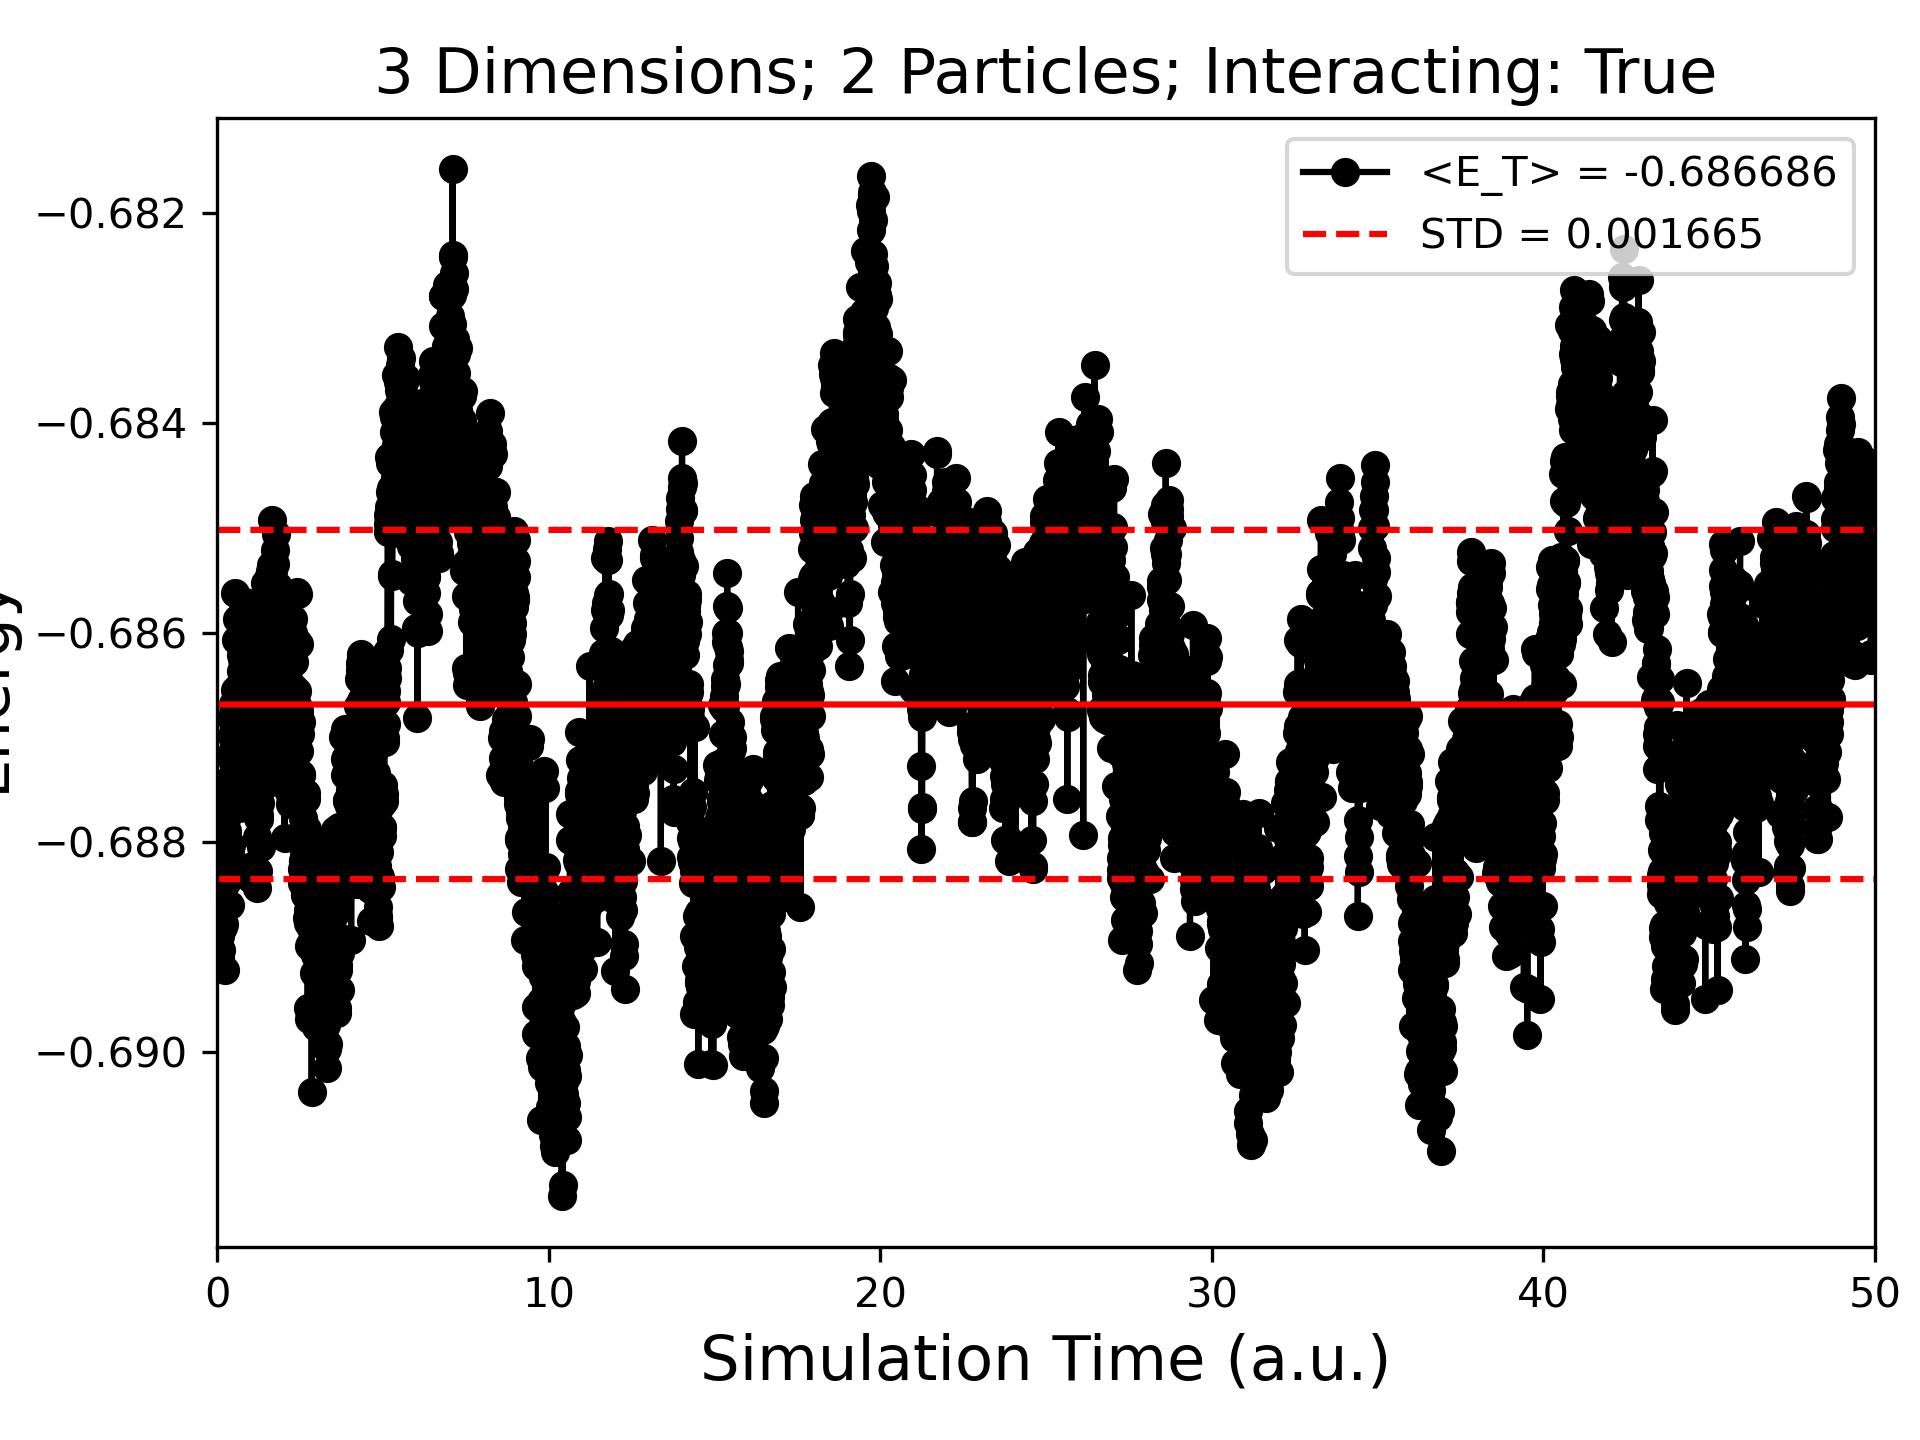 3 Dimensions; 2 Particles; Interacting: True
<E_T> = -0.686686
STD = 0.001665
Energy
−0.682
−0.684
−0.686
−0.688
−0.690
0 10 20 30 40 50
Simulation Time (a.u.)